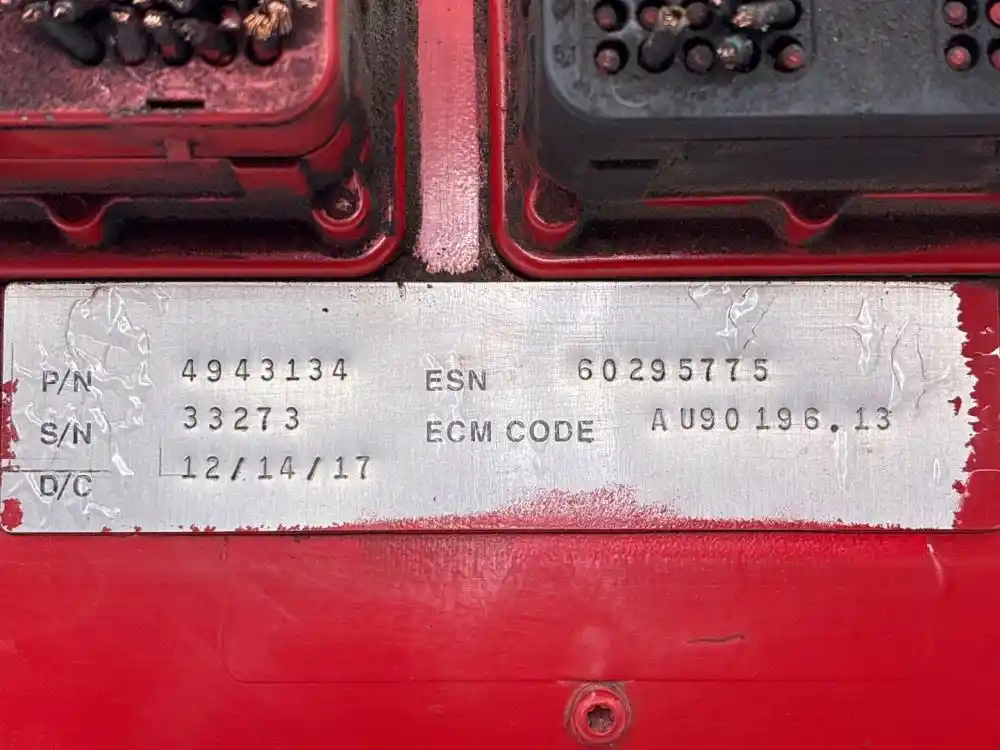 P/N 4943134 ESN 60295775
S/N 33273 ECM CODE AU90196.13
D/C 12/14/17